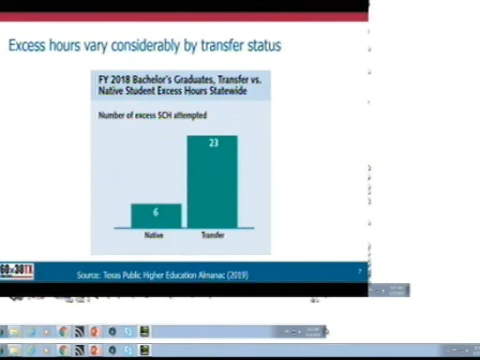 Excess hours vary considerably by transfer status
FY 2018 Bachelor's Graduates, Transfer vs.
Native Student Excess Hours Statewide
Number of excess SCH attempted
23
6
Native Transfer
60x30TX
Source: Texas Public Higher Education Almanac (2019)
7